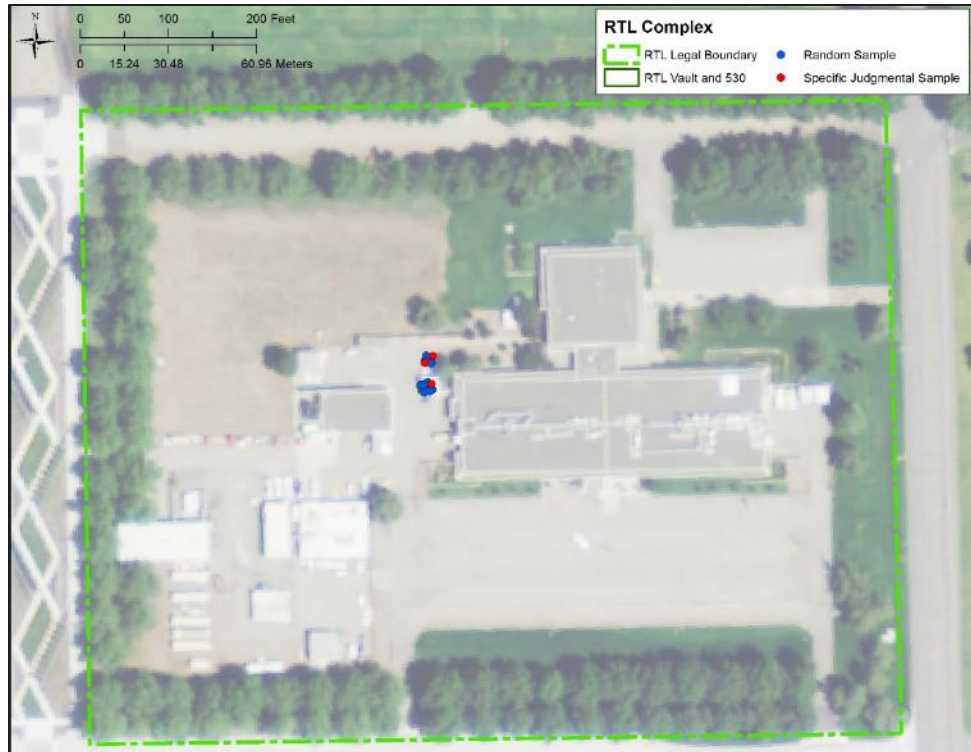 N
0 50 100 200 Feet
0 15.24 30.48 60.96 Meters
RTL Complex
RTL Legal Boundary
Random Sample
RTL Vault and 530
Specific Judgmental Sample